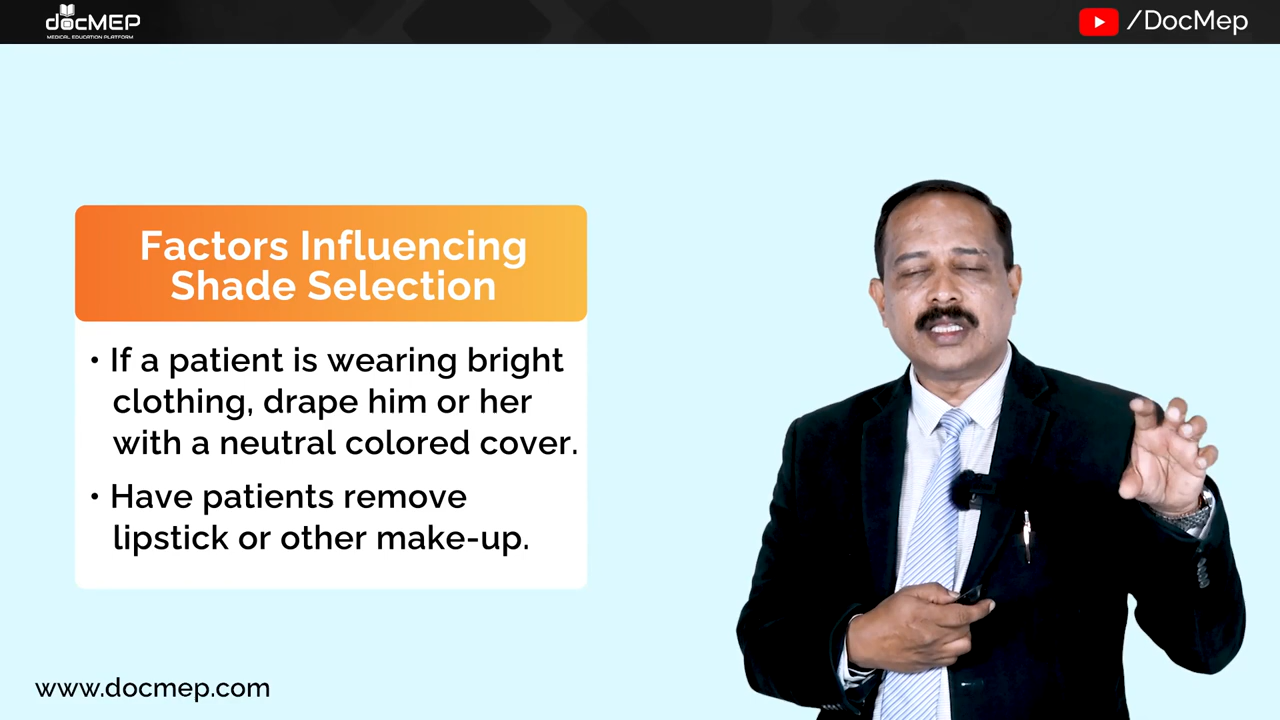 docMEP
MEDICAL EDUCATION PLATFORM
/DocMep
Factors Influencing
Shade Selection
• If a patient is wearing bright
clothing, drape him or her
with a neutral colored cover.
• Have patients remove
lipstick or other make-up.
www.docmep.com